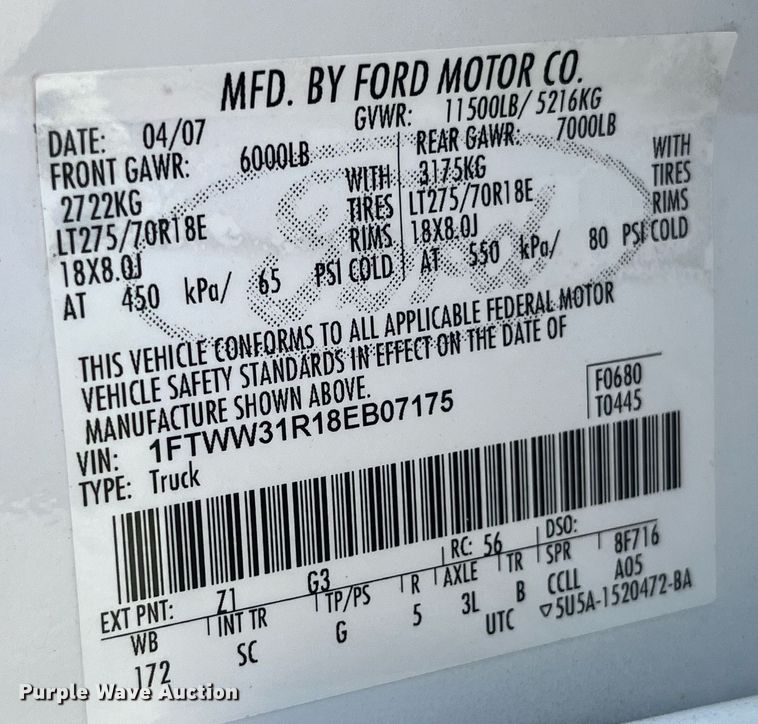 MFD. BY FORD MOTOR CO.
DATE: 04/07 GVWR: 11500LB/ 5216KG
FRONT GAWR: 6000LB REAR GAWR: 7000LB
2722KG WITH 3175KG WITH
LT275/70R18E TIRES LT275/70R18E TIRES
18X8.0J RIMS 18X8.0J RIMS
AT 450 kPa/ 65 PSI COLD AT 550 kPa/ 80 PSI COLD
THIS VEHICLE CONFORMS TO ALL APPLICABLE FEDERAL MOTOR
VEHICLE SAFETY STANDARDS IN EFFECT ON THE DATE OF
MANUFACTURE SHOWN ABOVE.
VIN: 1FTWW31R18EB07175 F0680
TYPE: Truck T0445
EXT PNT: Z1 G3 RC: 56 DSO:
WB INT TR TP/PS R AXLE TR SPR 8F716
172 SC G 5 3L B CCLL A05
UTC ▽5U5A-1520472-BA
Ford
Purple Wave Auction